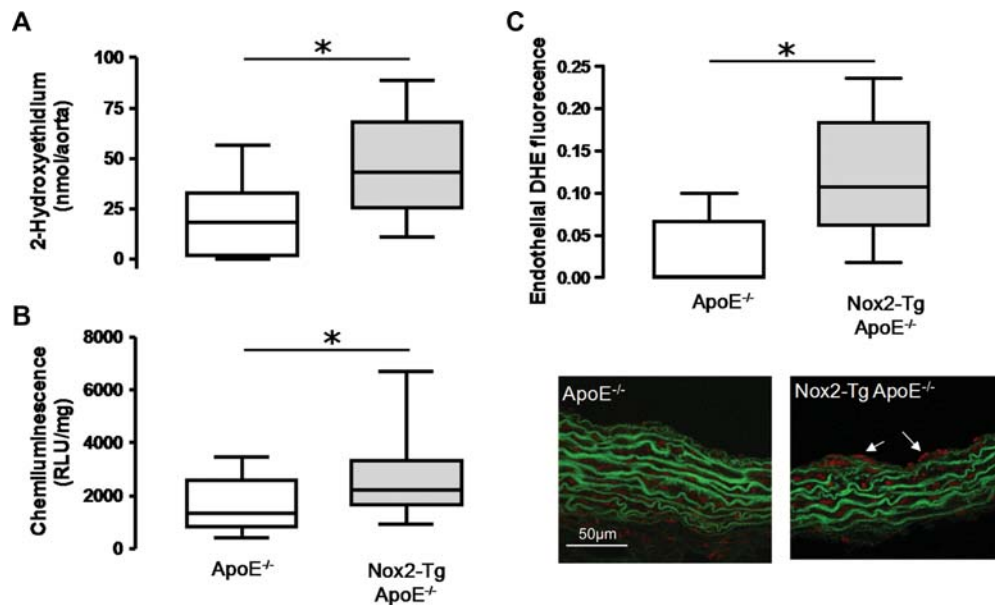 A
2-Hydroxyethidium
(nmol/aorta)
100
75
50
25
0
*
B
Chemiluminescence
(RLU/mg)
8000
6000
4000
2000
0
*
ApoE-/-
Nox2-Tg
ApoE-/-
C
Endothelial DHE fluorecence
0.25
0.20
0.15
0.10
0.05
0.00
*
ApoE-/-
Nox2-Tg
ApoE-/-
ApoE-/-
50µm
Nox2-Tg ApoE-/-